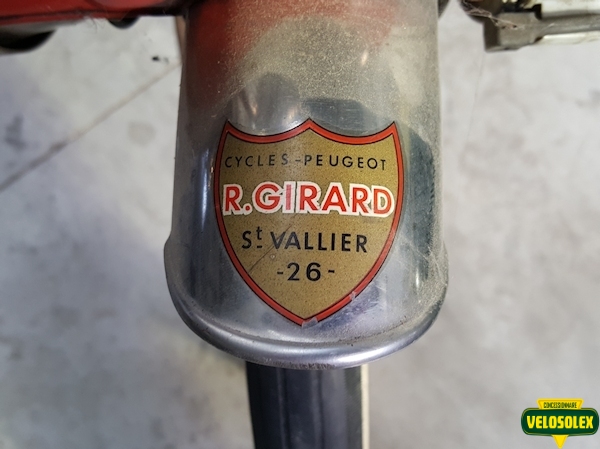 CYCLES-PEUGEOT
R.GIRARD
St VALLIER
-26-
CONCESSIONNAIRE
VELOSOLEX